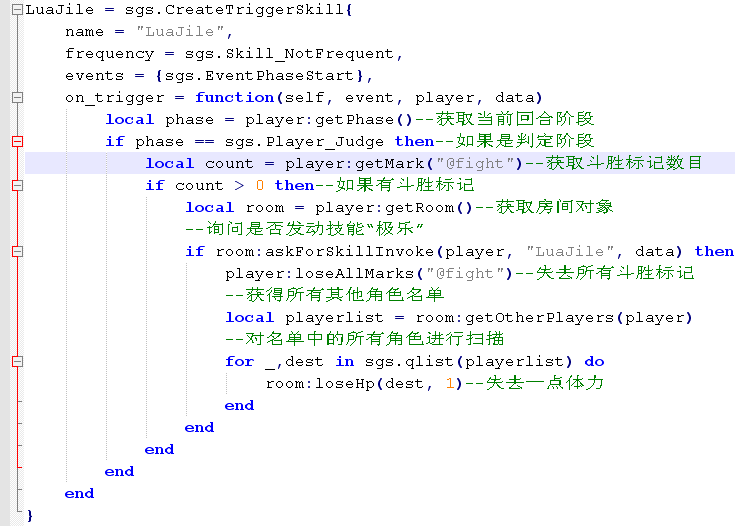 LuaJile = sgs.CreateTriggerSkill{
    name = "LuaJile",
    frequency = sgs.Skill_NotFrequent,
    events = {sgs.EventPhaseStart},
    on_trigger = function(self, event, player, data)
        local phase = player:getPhase()--获取当前回合阶段
        if phase == sgs.Player_Judge then--如果是判定阶段
            local count = player:getMark("@fight")--获取斗胜标记数目
            if count > 0 then--如果有斗胜标记
                local room = player:getRoom()--获取房间对象
                --询问是否发动技能“极乐”
                if room:askForSkillInvoke(player, "LuaJile", data) then
                    player:loseAllMarks("@fight")--失去所有斗胜标记
                    --获得所有其他角色名单
                    local playerlist = room:getOtherPlayers(player)
                    --对名单中的所有角色进行扫描
                    for _,dest in sgs.qlist(playerlist) do
                        room:loseHp(dest, 1)--失去一点体力
                    end
                end
            end
        end
    end
}